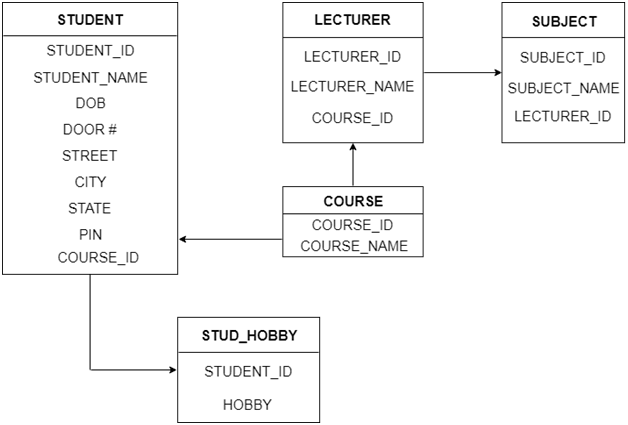 STUDENT
STUDENT_ID
STUDENT_NAME
DOB
DOOR #
STREET
CITY
STATE
PIN
COURSE_ID
LECTURER
LECTURER_ID
LECTURER_NAME
COURSE_ID
SUBJECT
SUBJECT_ID
SUBJECT_NAME
LECTURER_ID
COURSE
COURSE_ID
COURSE_NAME
STUD_HOBBY
STUDENT_ID
HOBBY